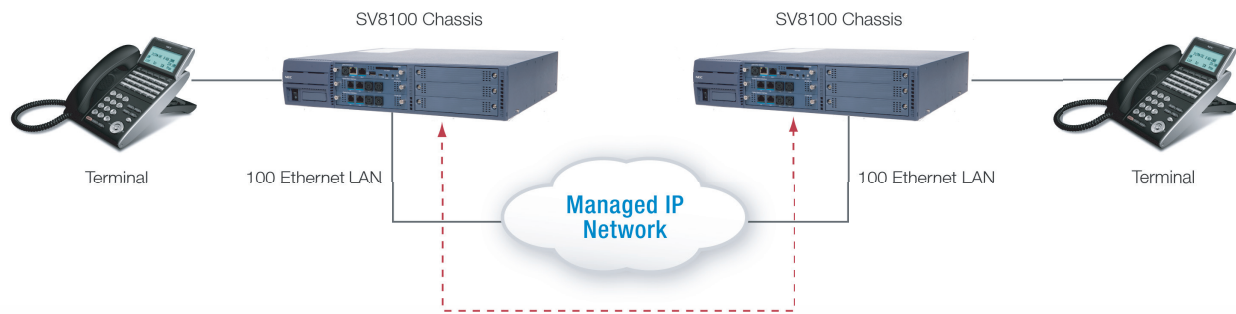 SV8100 Chassis
SV8100 Chassis
Terminal
100 Ethernet LAN
Managed IP
Network
100 Ethernet LAN
Terminal